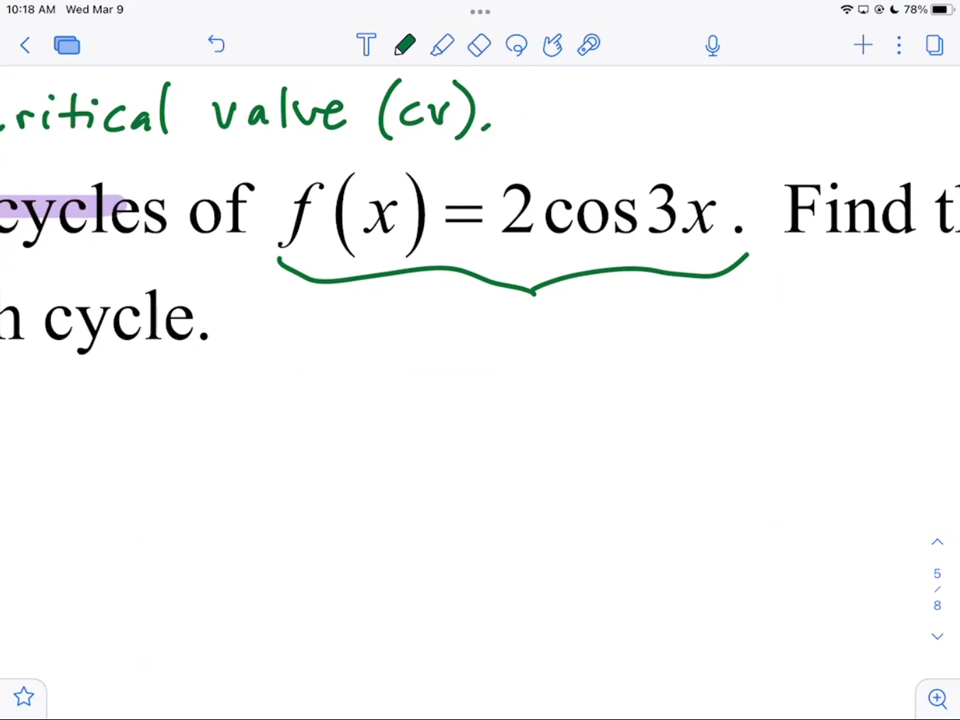 10:18 AM Wed Mar 9
78%
T
ritical value (cv).
cycles of f(x) = 2cos3x. Find
cycle.
5
/
8